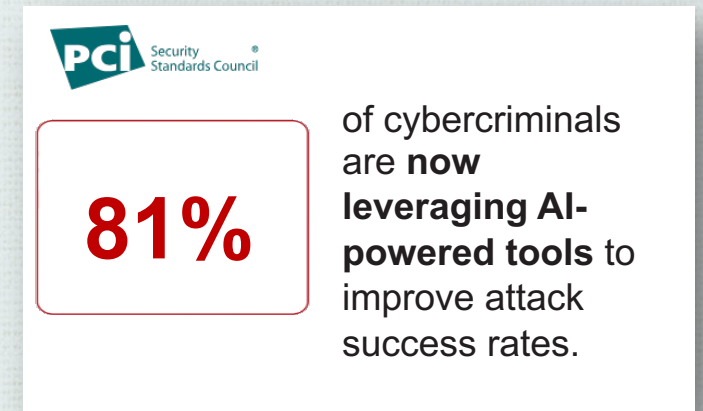 PCi Security ®
Standards Council
81%
of cybercriminals
are now
leveraging AI-
powered tools to
improve attack
success rates.